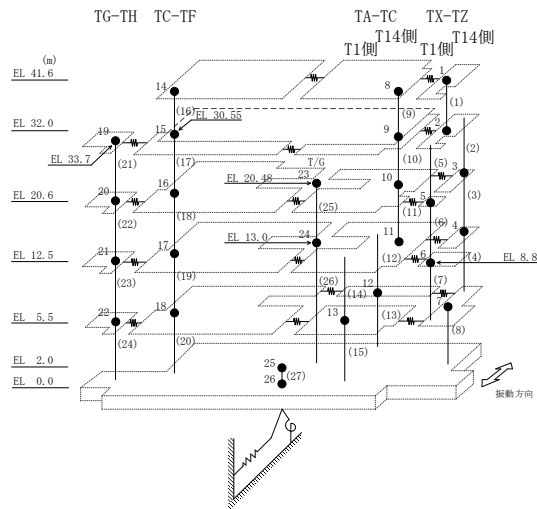 TG-TH TC-TF TA-TC TX-TZ
T1側 T14側 T1側 T14側
(m)
EL 41.6
14 8 1
(16) (9) (1)
EL 30.55
EL 32.0
19 15 9 2
EL 33.7
(21) (17) (10) (2)
T/G
EL 20.48
23 10 (5) 3
EL 20.6
20 16 (25) (11) 5 (3)
(22) (18)
EL 13.0
24 11 (6) 4
EL 12.5
21 17 (12) 6 (4)
EL 8.8
(23) (19)
(26) (14) 12 (7)
EL 5.5
22 18 13 (13) 7
(24) (20) (15) (8)
EL 2.0
25
EL 0.0
26 (27)
振動方向